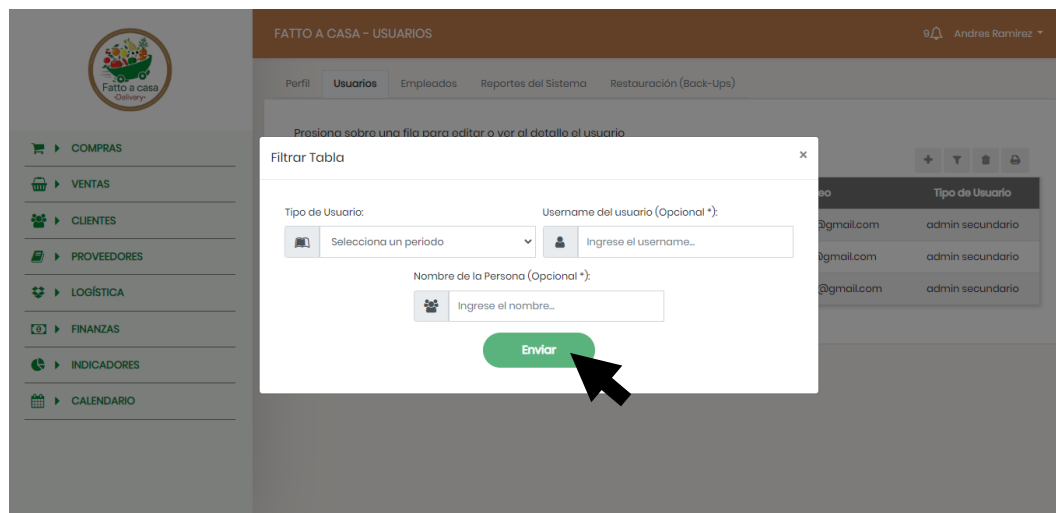 Fatto a casa
-Delivery-
FATTO A CASA - USUARIOS
9
Andres Ramirez
Perfil
Usuarios
Empleados
Reportes del Sistema
Restauración (Back-Ups)
Presiona sobre una fila para editar o ver al detalle el usuario
COMPRAS
VENTAS
CLIENTES
PROVEEDORES
LOGÍSTICA
FINANZAS
INDICADORES
CALENDARIO
Filtrar Tabla
×
Tipo de Usuario:
Username del usuario (Opcional *):
Selecciona un periodo
Ingrese el username...
Nombre de la Persona (Opcional *):
Ingrese el nombre...
Enviar
eo
Tipo de Usuario
@gmail.com
admin secundario
@gmail.com
admin secundario
@gmail.com
admin secundario